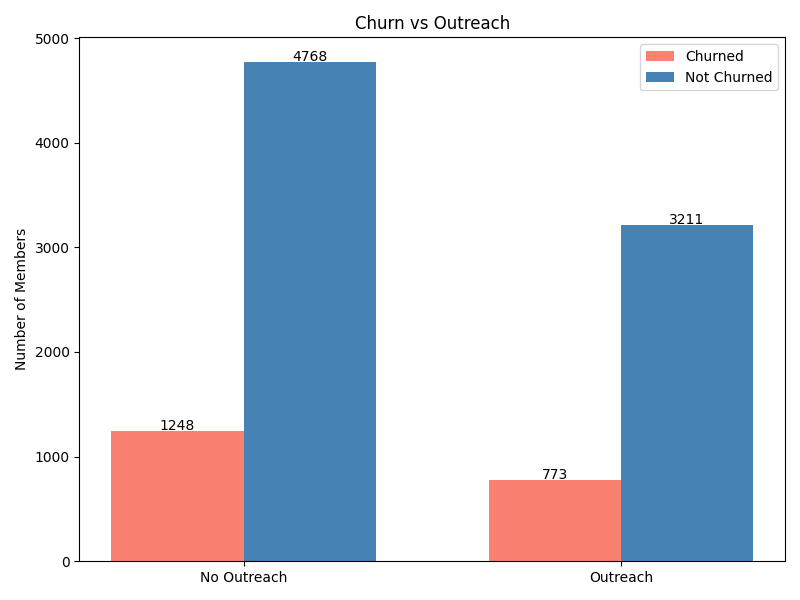 Churn vs Outreach
Churned
Not Churned
Number of Members
5000
4000
3000
2000
1000
0
1248
4768
773
3211
No Outreach
Outreach